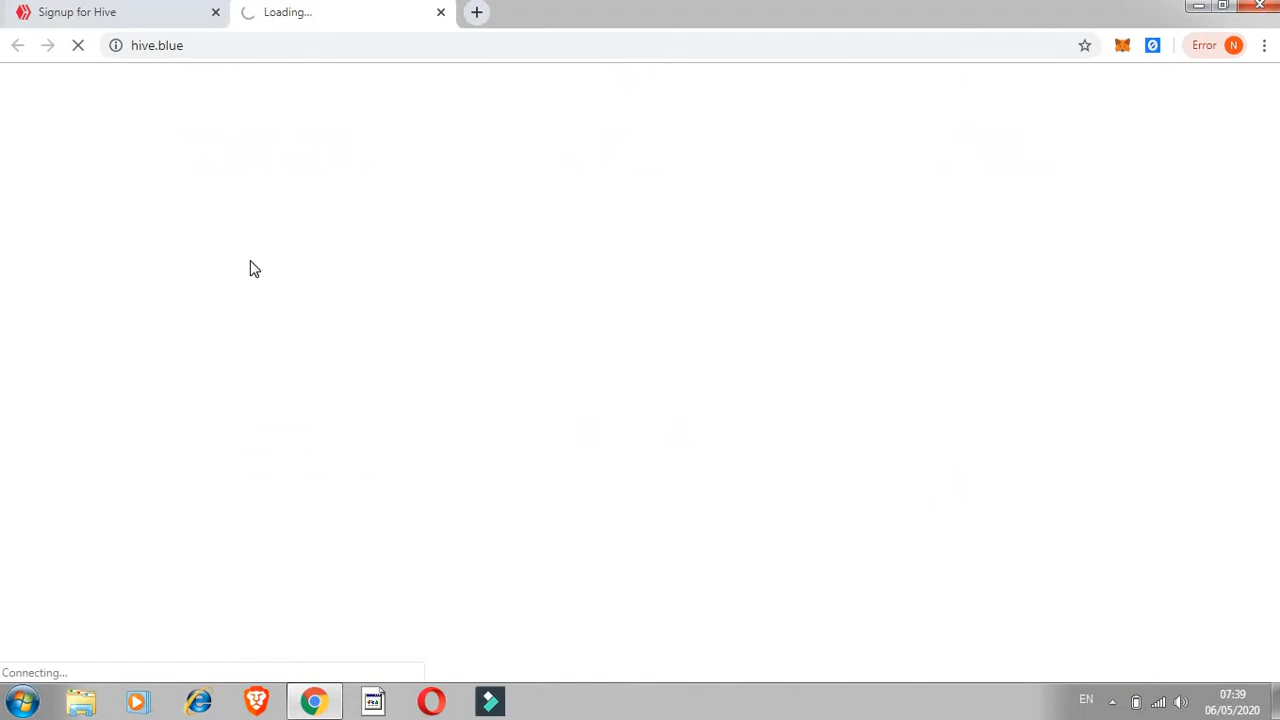 Signup for Hive
Loading...
hive.blue
Error
N
Connecting...
EN
07:39
06/05/2020